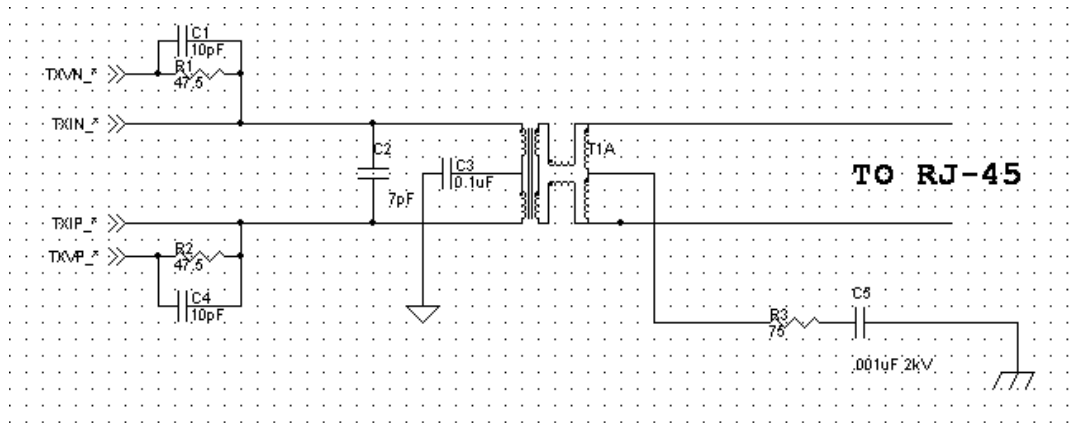 C1
10pF
TXVN_*
R1
47.5
TXIN_*
C2
7pF
C3
0.1uF
T1A
TO RJ-45
TXIP_*
TXVP_*
R2
47.5
C4
10pF
R3
75
C5
.001uF 2kV